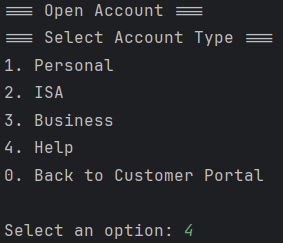 === Open Account ===
=== Select Account Type ===
1. Personal
2. ISA
3. Business
4. Help
0. Back to Customer Portal
Select an option: 4